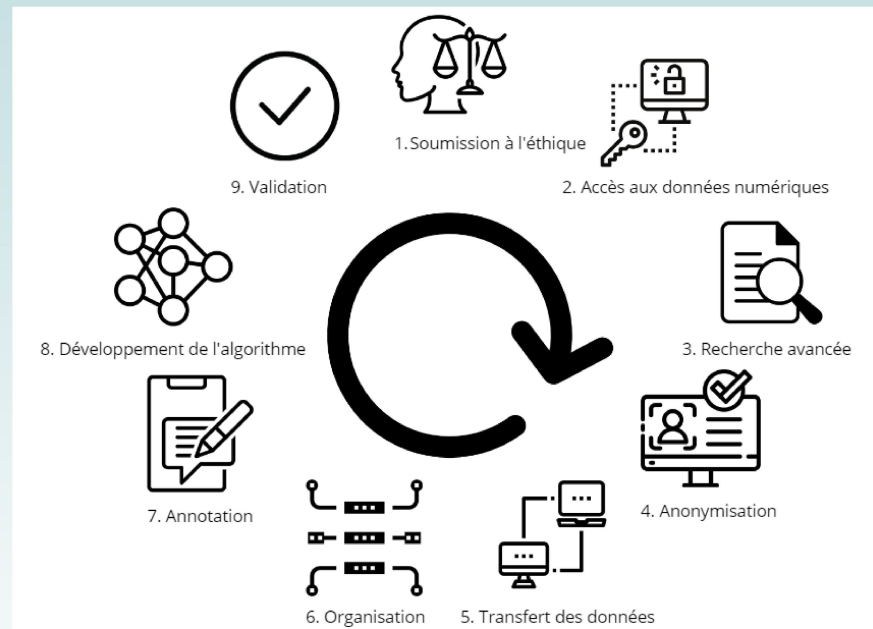 1.Soumission à l'éthique
2. Accès aux données numériques
3. Recherche avancée
4. Anonymisation
5. Transfert des données
6. Organisation
7. Annotation
8. Développement de l'algorithme
9. Validation